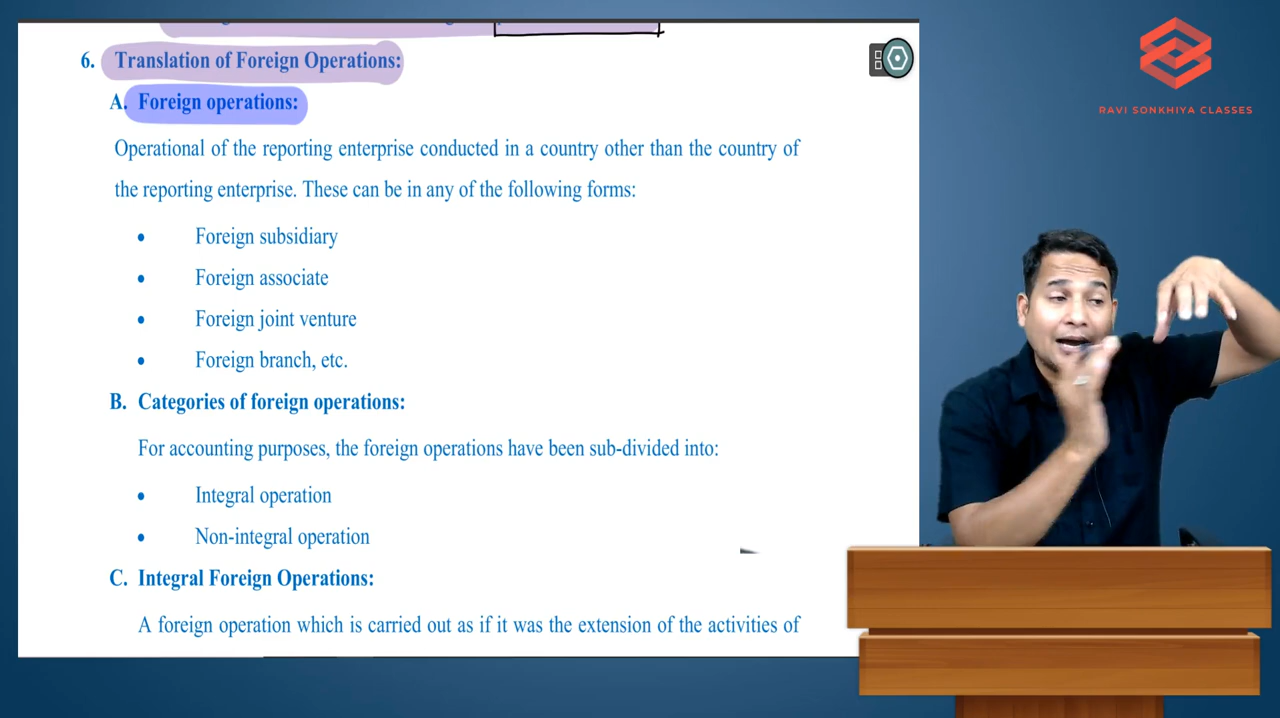 6. Translation of Foreign Operations:
A. Foreign operations:
Operational of the reporting enterprise conducted in a country other than the country of
the reporting enterprise. These can be in any of the following forms:
• Foreign subsidiary
• Foreign associate
• Foreign joint venture
• Foreign branch, etc.
B. Categories of foreign operations:
For accounting purposes, the foreign operations have been sub-divided into:
• Integral operation
• Non-integral operation
C. Integral Foreign Operations:
A foreign operation which is carried out as if it was the extension of the activities of
RAVI SONKHIYA CLASSES